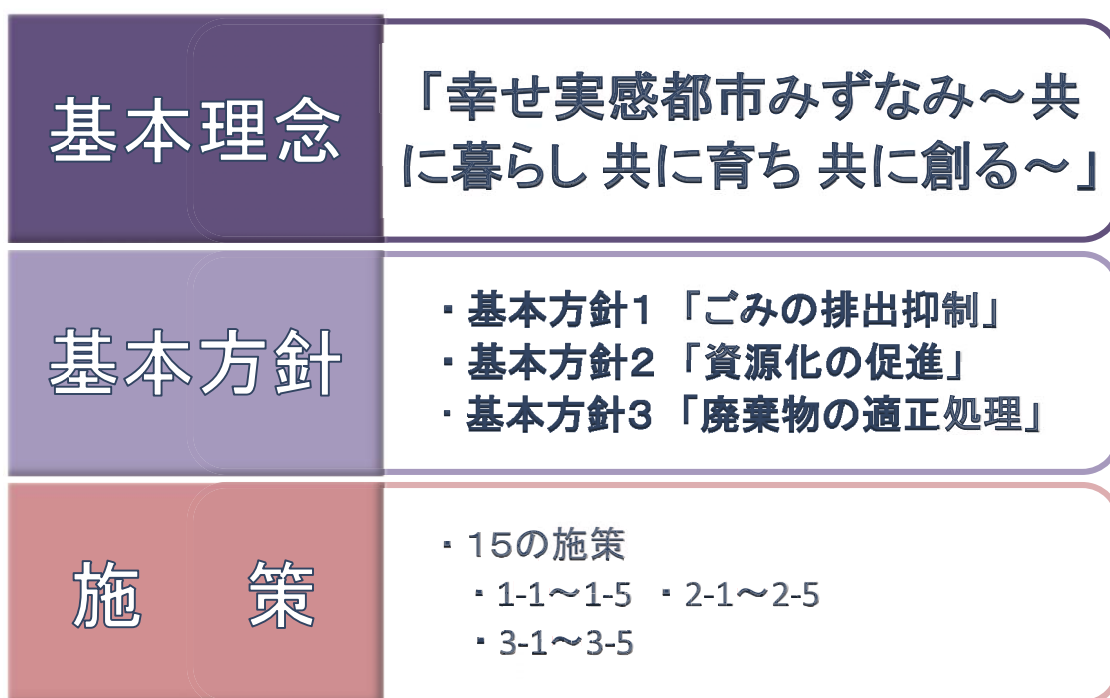 基本理念
「幸せ実感都市みずなみ～共
に暮らし 共に育ち 共に創る～」
基本方針
・基本方針1 「ごみの排出抑制」
・基本方針2 「資源化の促進」
・基本方針3 「廃棄物の適正処理」
施　策
・15の施策
・1-1～1-5 ・2-1～2-5
・3-1～3-5